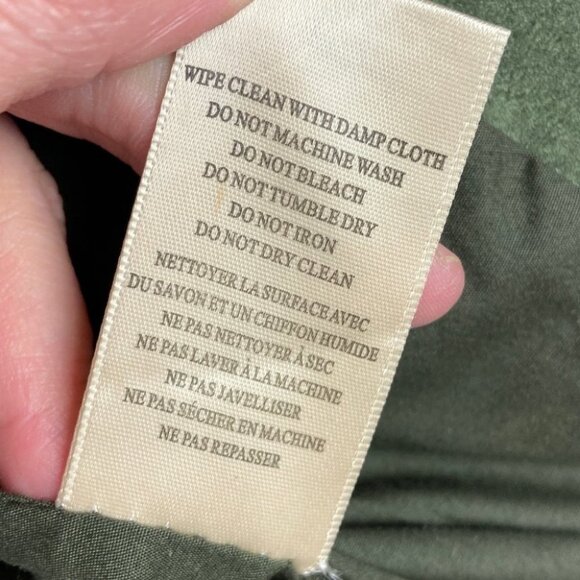 WIPE CLEAN WITH DAMP CLOTH
DO NOT MACHINE WASH
DO NOT BLEACH
DO NOT TUMBLE DRY
DO NOT IRON
DO NOT DRY CLEAN
NETTOYER LA SURFACE AVEC
DU SAVON ET UN CHIFFON HUMIDE
NE PAS NETTOYER À SEC
NE PAS LAVER À LA MACHINE
NE PAS JAVELLISER
NE PAS SÉCHER EN MACHINE
NE PAS REPASSER